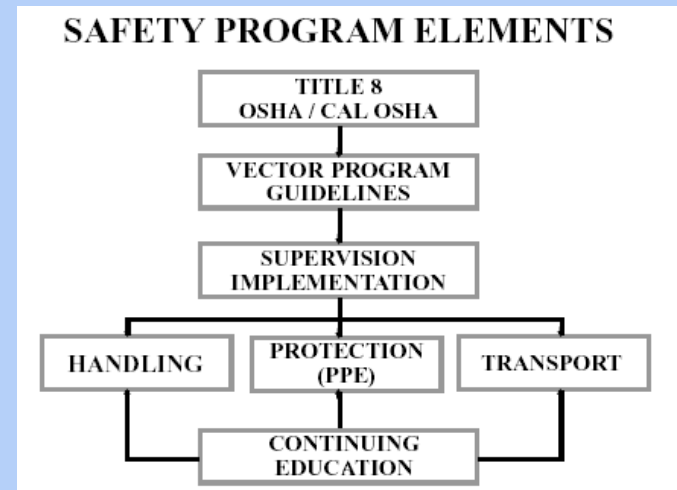 SAFETY PROGRAM ELEMENTS
TITLE 8
OSHA / CAL OSHA
VECTOR PROGRAM
GUIDELINES
SUPERVISION
IMPLEMENTATION
HANDLING
PROTECTION
(PPE)
TRANSPORT
CONTINUING
EDUCATION